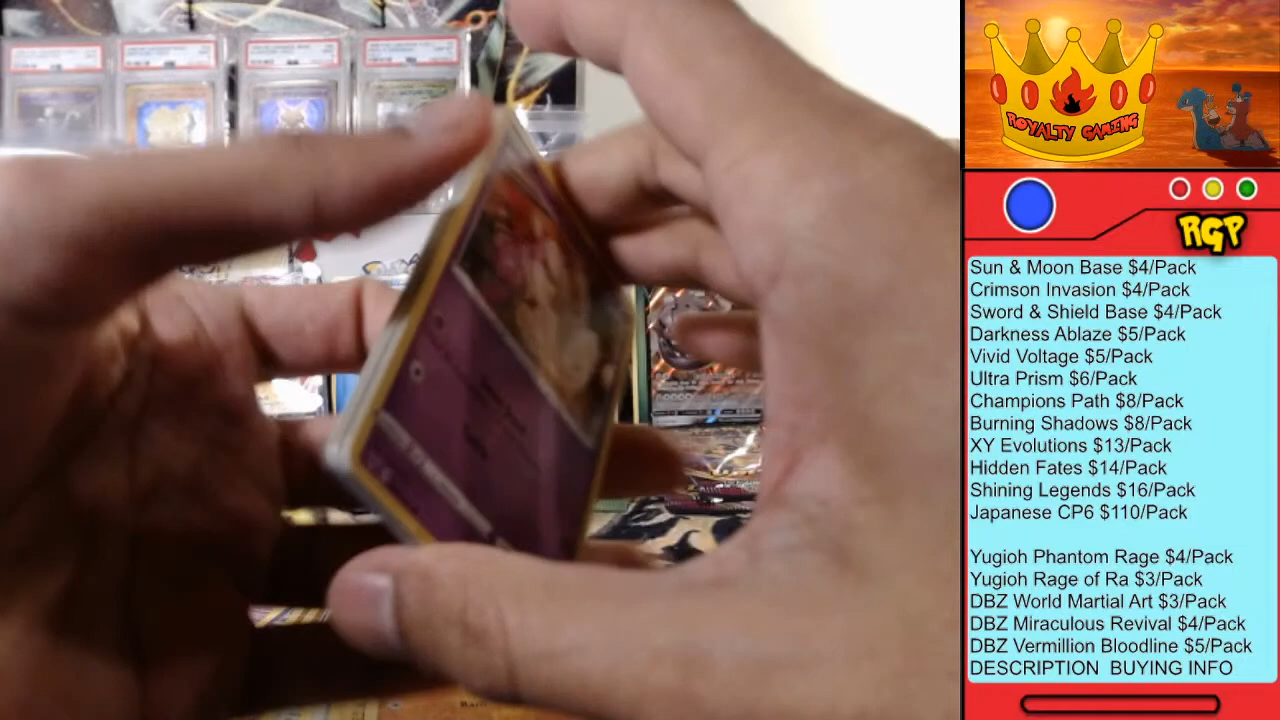 ROYALTY GAMING
RGP
Sun & Moon Base $4/Pack
Crimson Invasion $4/Pack
Sword & Shield Base $4/Pack
Darkness Ablaze $5/Pack
Vivid Voltage $5/Pack
Ultra Prism $6/Pack
Champions Path $8/Pack
Burning Shadows $8/Pack
XY Evolutions $13/Pack
Hidden Fates $14/Pack
Shining Legends $16/Pack
Japanese CP6 $110/Pack
Yugioh Phantom Rage $4/Pack
Yugioh Rage of Ra $3/Pack
DBZ World Martial Art $3/Pack
DBZ Miraculous Revival $4/Pack
DBZ Vermillion Bloodline $5/Pack
DESCRIPTION BUYING INFO